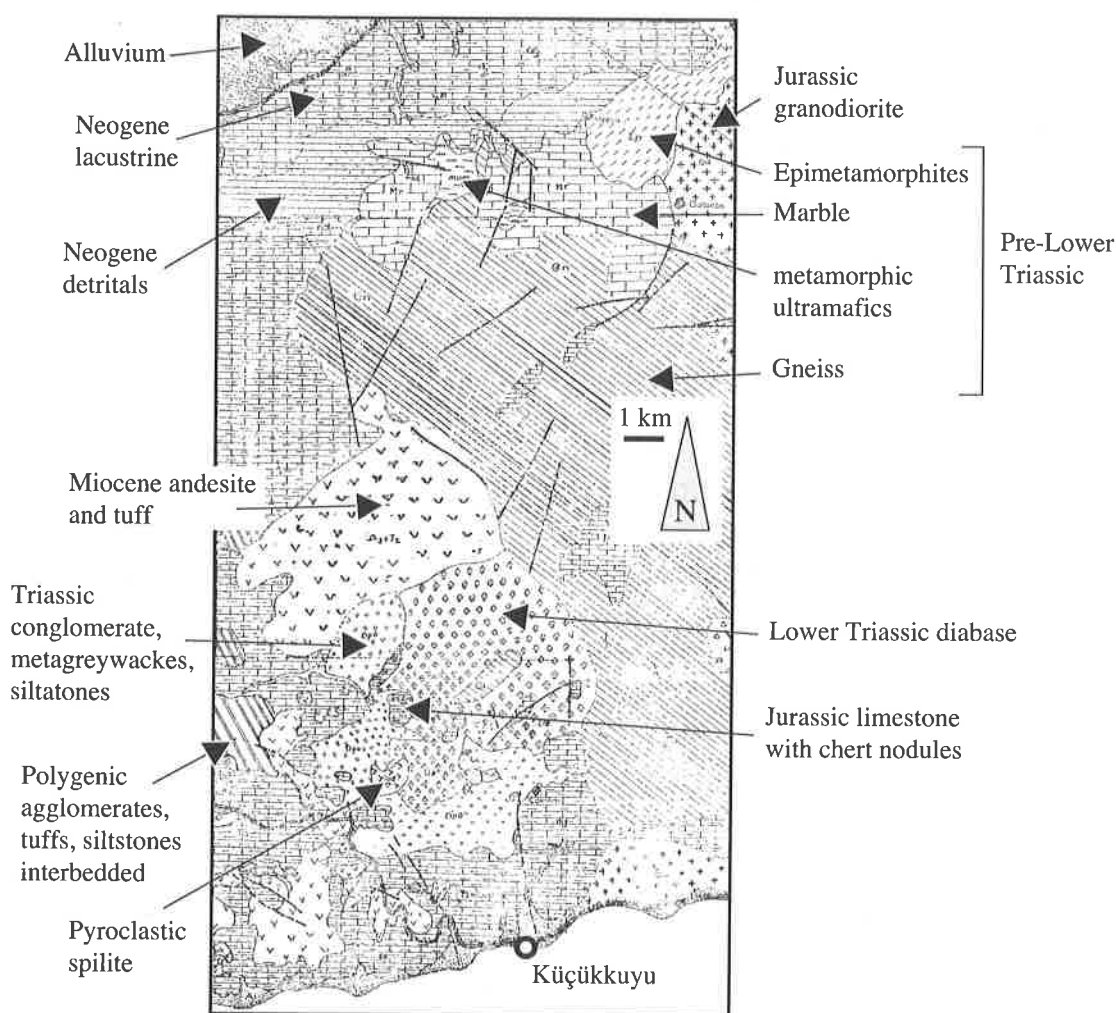 Alluvium
Neogene
lacustrine
Neogene
detritals
Miocene andesite
and tuff
Triassic
conglomerate,
metagreywackes,
siltatones
Polygenic
agglomerates,
tuffs, siltstones
interbedded
Pyroclastic
spilite
Jurassic
granodiorite
Epimetamorphites
Marble
metamorphic
ultramafics
Gneiss
Pre-Lower
Triassic
1 km
N
Lower Triassic diabase
Jurassic limestone
with chert nodules
Küçükkuyu